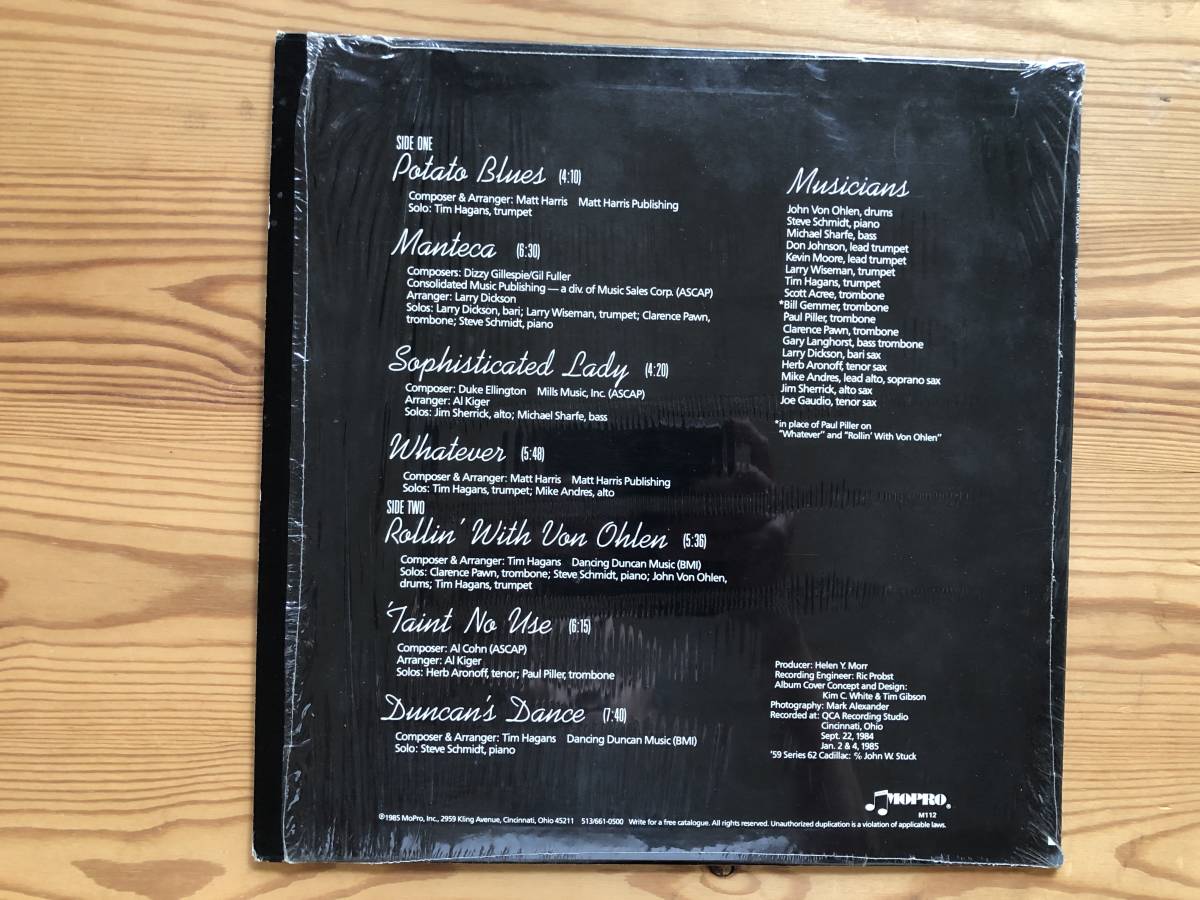 SIDE ONE
Potato Blues (4:10)
Composer & Arranger: Matt Harris Matt Harris Publishing
Solo: Tim Hagans, trumpet
Manteca (6:30)
Composers: Dizzy Gillespie/Gil Fuller
Consolidated Music Publishing — a div. of Music Sales Corp. (ASCAP)
Arranger: Larry Dickson
Solos: Larry Dickson, bari; Larry Wiseman, trumpet; Clarence Pawn,
trombone; Steve Schmidt, piano
Sophisticated Lady (4:20)
Composer: Duke Ellington Mills Music, Inc. (ASCAP)
Arranger: Al Kiger
Solos: Jim Sherrick, alto; Michael Sharfe, bass
Whatever (5:48)
Composer & Arranger: Matt Harris Matt Harris Publishing
Solos: Tim Hagans, trumpet; Mike Andres, alto
SIDE TWO
Rollin' With Von Ohlen (5:36)
Composer & Arranger: Tim Hagans Dancing Duncan Music (BMI)
Solos: Clarence Pawn, trombone; Steve Schmidt, piano; John Von Ohlen,
drums; Tim Hagans, trumpet
'Taint No Use (6:15)
Composer: Al Cohn (ASCAP)
Arranger: Al Kiger
Solos: Herb Aronoff, tenor; Paul Piller, trombone
Duncan's Dance (7:40)
Composer & Arranger: Tim Hagans Dancing Duncan Music (BMI)
Solo: Steve Schmidt, piano
Musicians
John Von Ohlen, drums
Steve Schmidt, piano
Michael Sharfe, bass
Don Johnson, lead trumpet
Kevin Moore, lead trumpet
Larry Wiseman, trumpet
Tim Hagans, trumpet
Scott Acree, trombone
*Bill Gemmer, trombone
Paul Piller, trombone
Clarence Pawn, trombone
Gary Langhorst, bass trombone
Larry Dickson, bari sax
Herb Aronoff, tenor sax
Mike Andres, lead alto, soprano sax
Jim Sherrick, alto sax
Joe Gaudio, tenor sax
*in place of Paul Piller on
"Whatever" and "Rollin' With Von Ohlen"
Producer: Helen Y. Morr
Recording Engineer: Ric Probst
Album Cover Concept and Design:
Kim C. White & Tim Gibson
Photography: Mark Alexander
Recorded at: QCA Recording Studio
Cincinnati, Ohio
Sept. 22, 1984
Jan. 2 & 4, 1985
'59 Series 62 Cadillac: % John W. Stuck
MOPRO.
M112
℗1985 MoPro, Inc., 2959 Kling Avenue, Cincinnati, Ohio 45211 513/661-0500 Write for a free catalogue. All rights reserved. Unauthorized duplication is a violation of applicable laws.